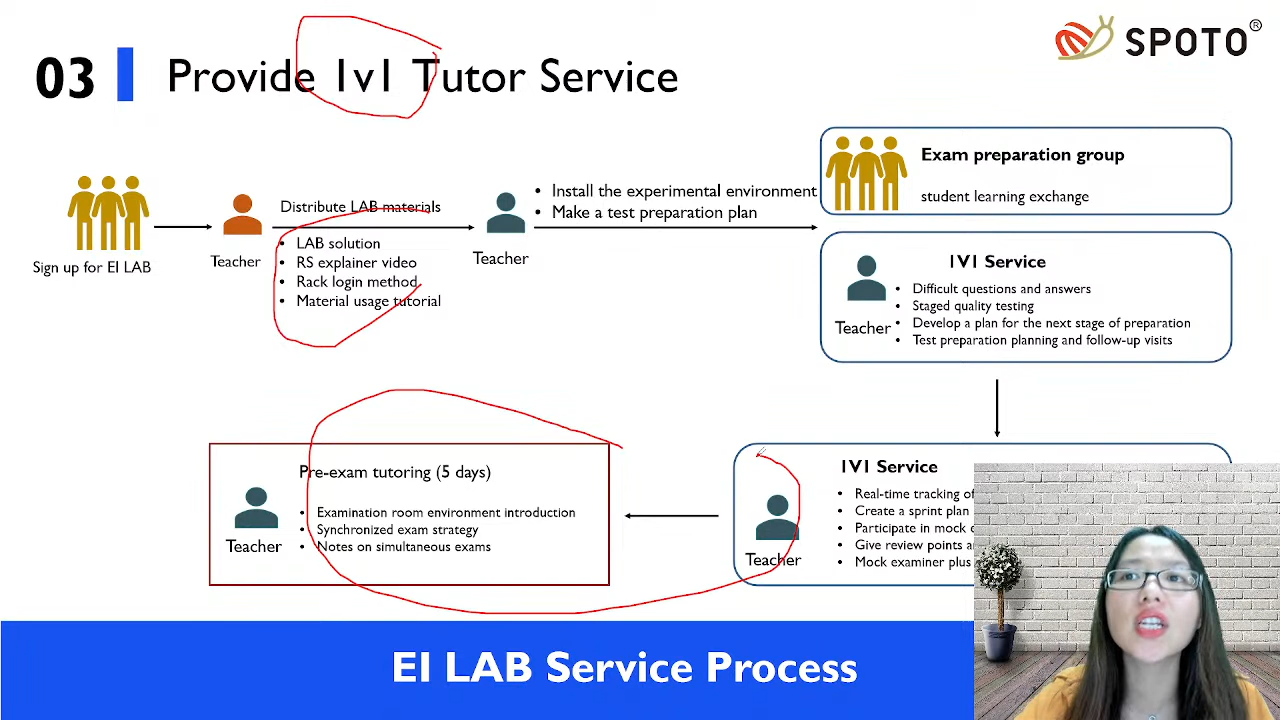 SPOTO®
03 Provide 1v1 Tutor Service
Sign up for EI LAB
Teacher
Distribute LAB materials
• LAB solution
• RS explainer video
• Rack login method
• Material usage tutorial
Teacher
• Install the experimental environment
• Make a test preparation plan
Exam preparation group
student learning exchange
1V1 Service
Teacher
• Difficult questions and answers
• Staged quality testing
• Develop a plan for the next stage of preparation
• Test preparation planning and follow-up visits
1V1 Service
Teacher
• Real-time tracking of
• Create a sprint plan
• Participate in mock
• Give review points
• Mock examiner plus
Pre-exam tutoring (5 days)
Teacher
• Examination room environment introduction
• Synchronized exam strategy
• Notes on simultaneous exams
EI LAB Service Process